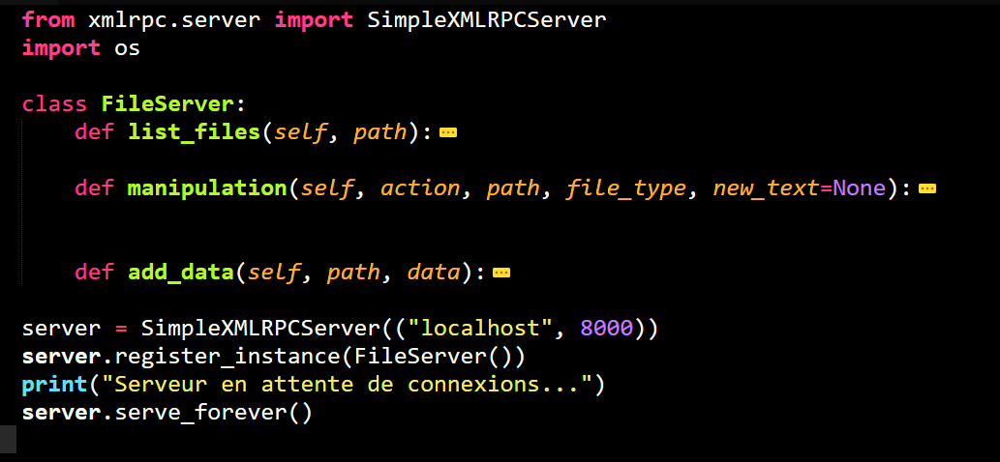 from xmlrpc.server import SimpleXMLRPCServer
import os
class FileServer:
def list_files(self, path):
def manipulation(self, action, path, file_type, new_text=None):
def add_data(self, path, data):
server = SimpleXMLRPCServer(("localhost", 8000))
server.register_instance(FileServer())
print("Serveur en attente de connexions...")
server.serve_forever()